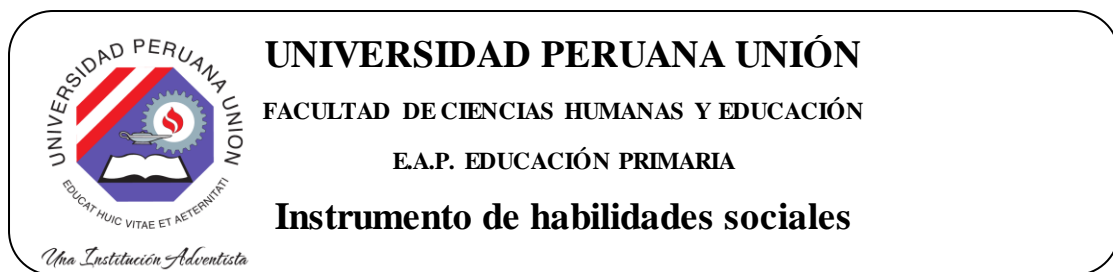 UNIVERSIDAD PERUANA UNION
EDUCAT HUIC VITAE ET AETERNITATI
Una Institución Adventista
UNIVERSIDAD PERUANA UNIÓN
FACULTAD DE CIENCIAS HUMANAS Y EDUCACIÓN
E.A.P. EDUCACIÓN PRIMARIA
Instrumento de habilidades sociales